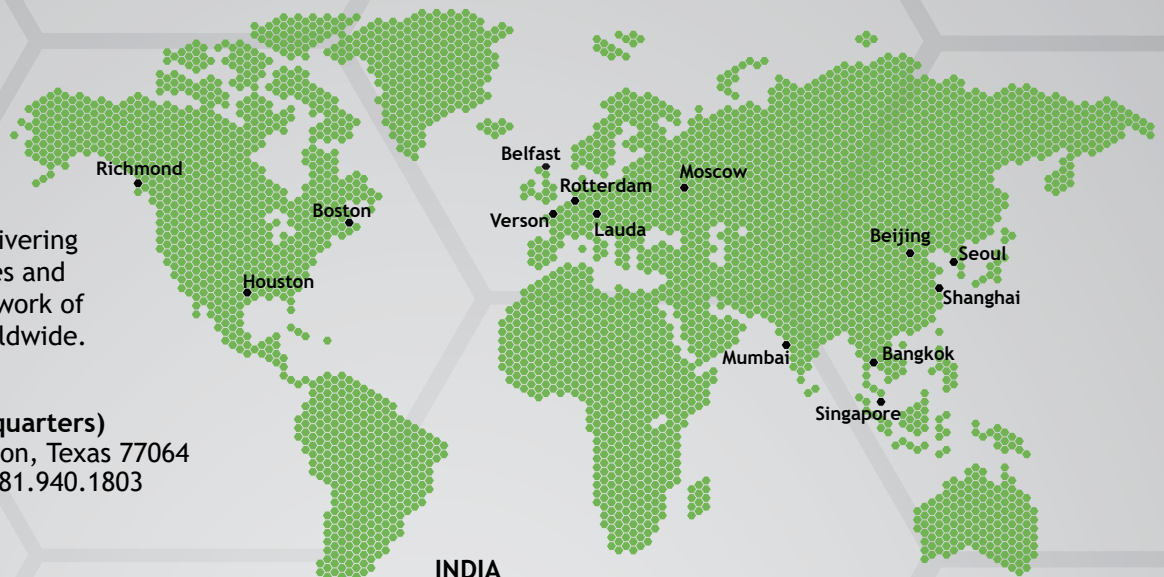 Belfast
Richmond
Moscow
Rotterdam
Boston
Verson
Lauda
Beijing
Seoul
Houston
Shanghai
Mumbai
Bangkok
Singapore
ivering
es and
work of
ldwide.
quarters)
on, Texas 77064
81.940.1803
INDIA